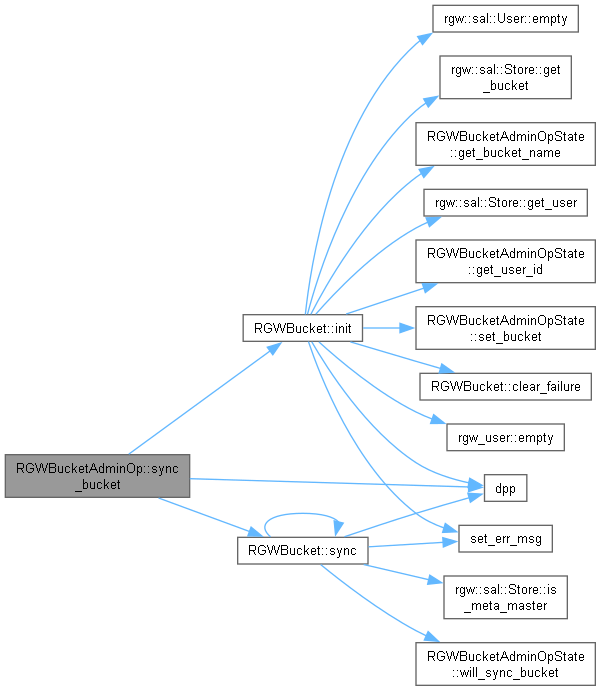 rgw::sal::User::empty
rgw::sal::Store::get
_bucket
RGWBucketAdminOpState
::get_bucket_name
rgw::sal::Store::get_user
RGWBucketAdminOpState
::get_user_id
RGWBucket::init
RGWBucketAdminOpState
::set_bucket
RGWBucket::clear_failure
rgw_user::empty
RGWBucketAdminOp::sync
_bucket
dpp
set_err_msg
RGWBucket::sync
rgw::sal::Store::is
_meta_master
RGWBucketAdminOpState
::will_sync_bucket